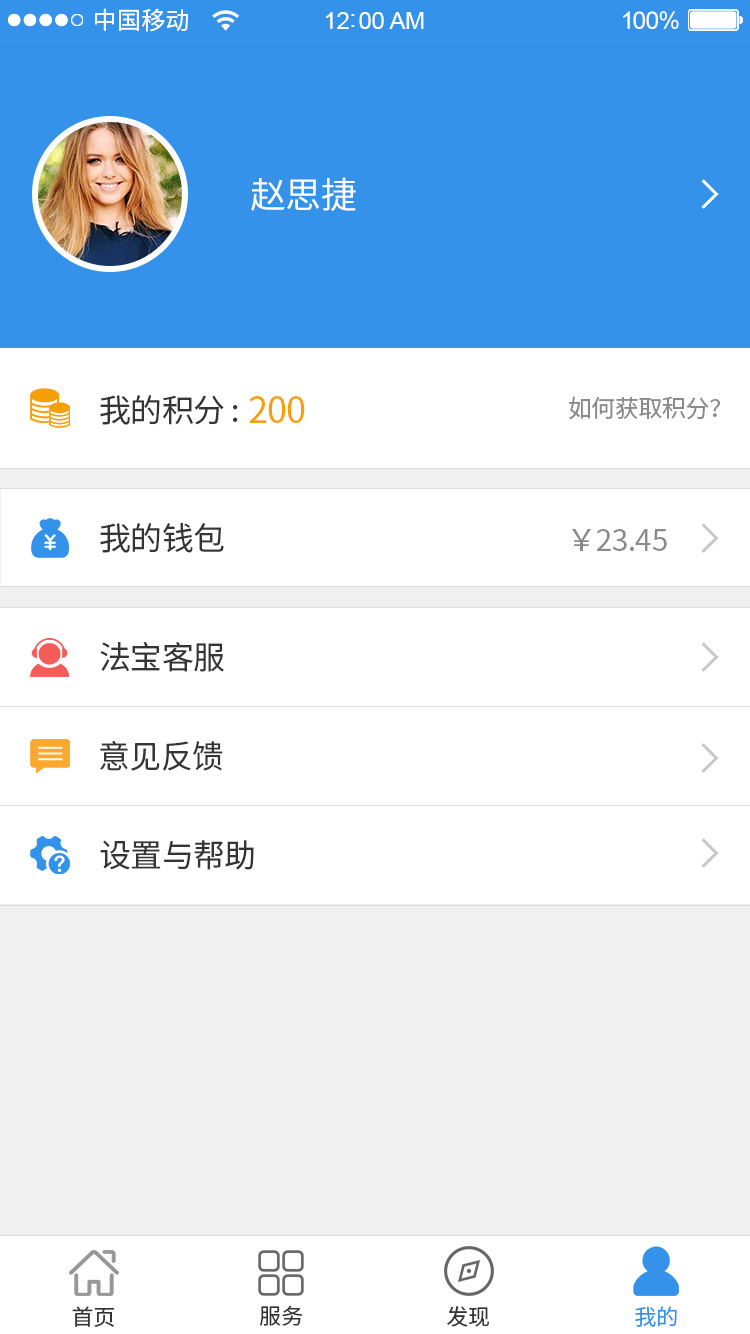 中国移动 12:00 AM 100%
赵思捷
我的积分: 200 如何获取积分?
我的钱包 ￥23.45
法宝客服
意见反馈
设置与帮助
首页 服务 发现 我的